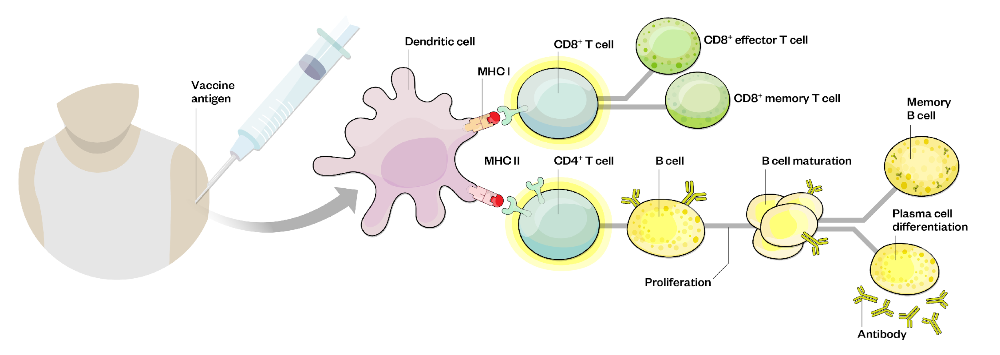 Vaccine
antigen
Dendritic cell
MHC I
CD8⁺ T cell
CD8⁺ effector T cell
CD8⁺ memory T cell
MHC II
CD4⁺ T cell
B cell
Proliferation
B cell maturation
Memory
B cell
Plasma cell
differentiation
Antibody